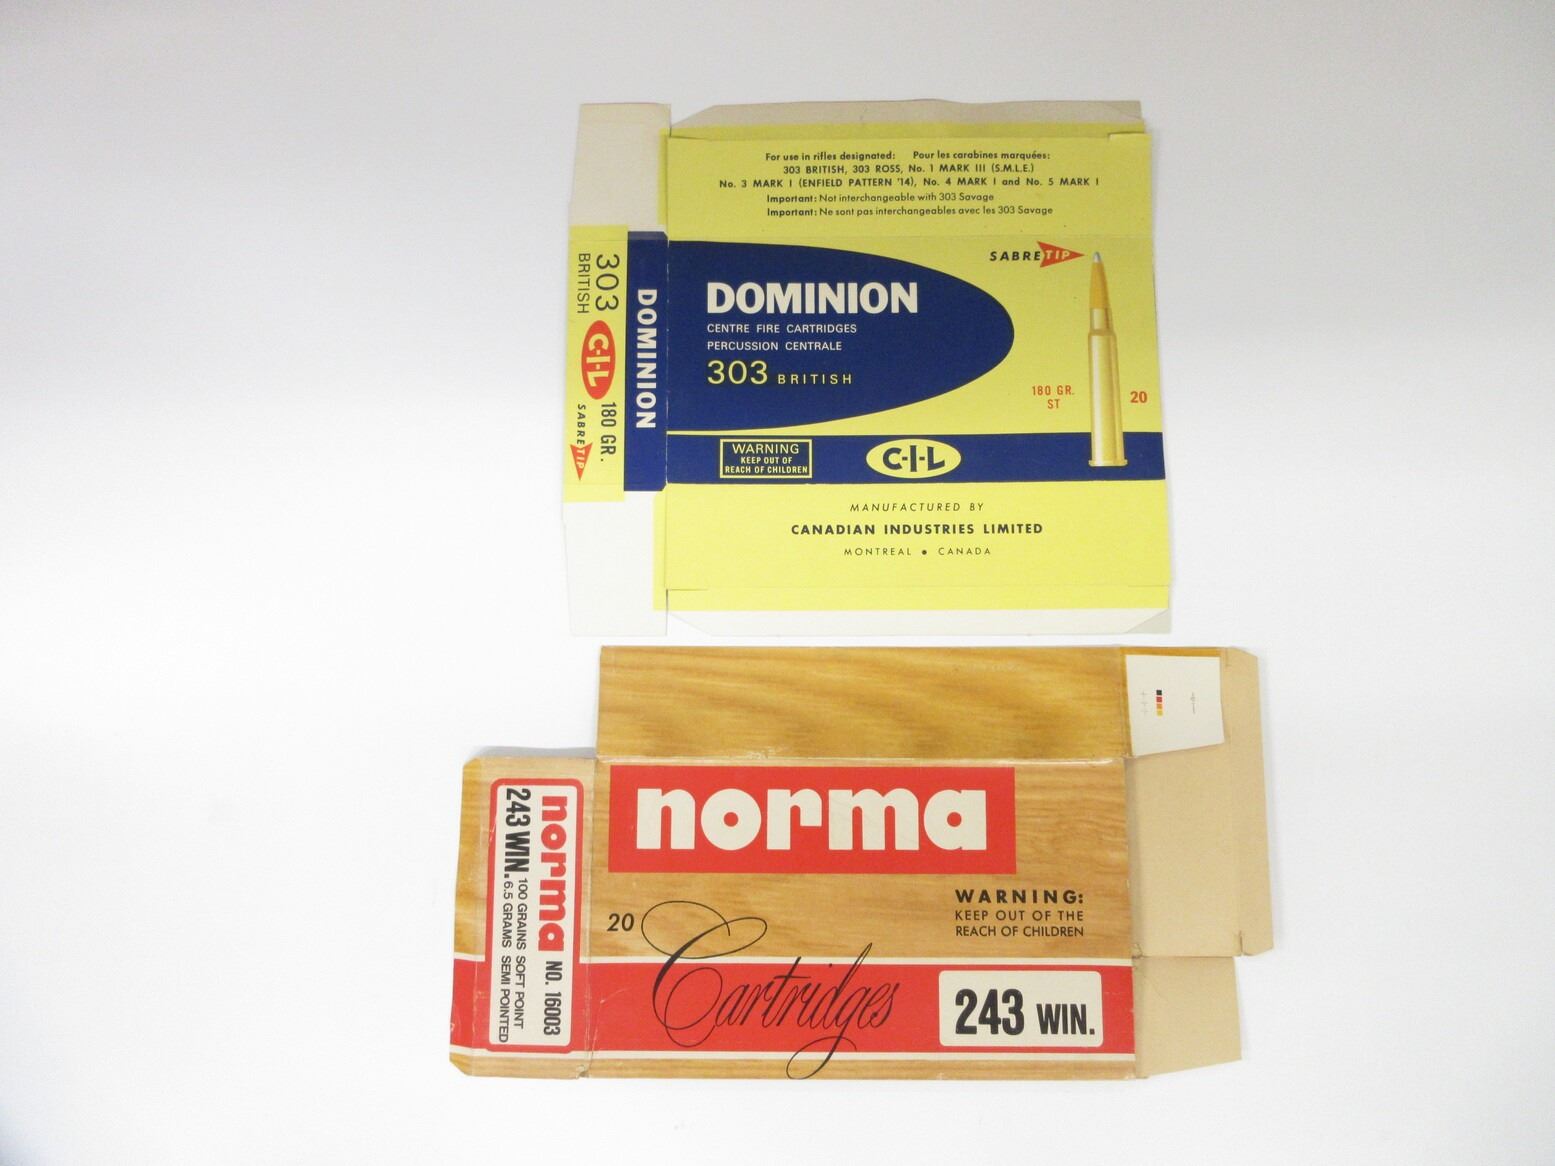 For use in rifles designated: Pour les carabines marquées:
303 BRITISH, 303 ROSS, No. 1 MARK III (S.M.L.E.)
No. 3 MARK I (ENFIELD PATTERN '14), No. 4 MARK I and No. 5 MARK I
Important: Not interchangeable with 303 Savage
Important: Ne sont pas interchangeables avec les 303 Savage
SABRETIP
DOMINION
CENTRE FIRE CARTRIDGES
PERCUSSION CENTRALE
303 BRITISH
180 GR.
ST
20
WARNING
KEEP OUT OF
REACH OF CHILDREN
C-I-L
MANUFACTURED BY
CANADIAN INDUSTRIES LIMITED
MONTREAL • CANADA
DOMINION
303
BRITISH
C-I-L
180 GR.
SABRETIP
norma
20
Cartridges
WARNING:
KEEP OUT OF THE
REACH OF CHILDREN
243 WIN.
norma NO. 16003
243 WIN.
100 GRAINS SOFT POINT
6.5 GRAMS SEMI POINTED